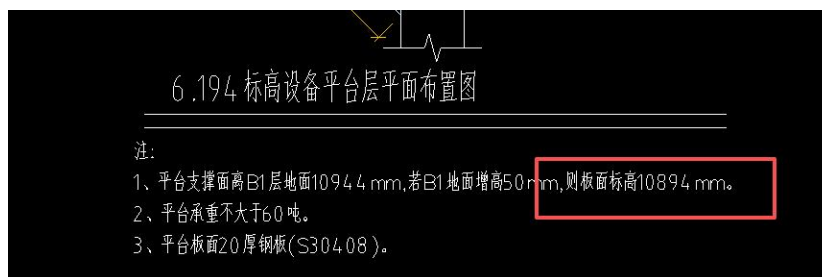 6.194标高设备平台层平面布置图
注:
1、平台支撑面离B1层地面10944mm,若B1地面增高50mm,则板面标高10894mm。
2、平台承重不大于60吨。
3、平台板面20厚钢板(S30408)。